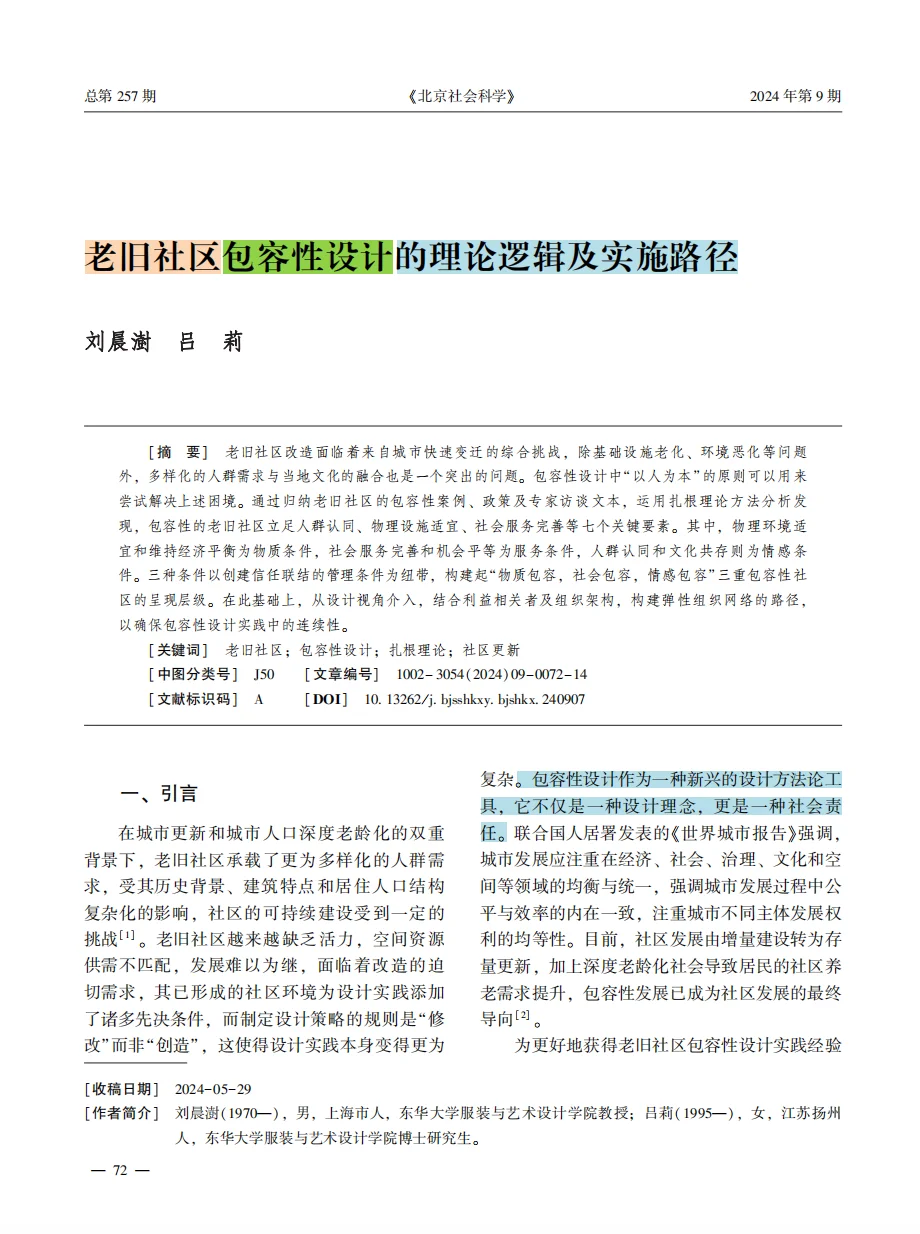 总第 257 期
《北京社会科学》
2024 年第 9 期
老旧社区包容性设计的理论逻辑及实施路径
刘晨澍 吕 莉
[摘 要] 老旧社区改造面临着来自城市快速变迁的综合挑战，除基础设施老化、环境恶化等问题
外，多样化的人群需求与当地文化的融合也是一个突出的问题。包容性设计中“以人为本”的原则可以用来
尝试解决上述困境。通过归纳老旧社区的包容性案例、政策及专家访谈文本，运用扎根理论方法分析发
现，包容性的老旧社区立足人群认同、物理设施适宜、社会服务完善等七个关键要素。其中，物理环境适
宜和维持经济平衡为物质条件，社会服务完善和机会平等为服务条件，人群认同和文化共存则为情感条
件。三种条件以创建信任联结的管理条件为纽带，构建起“物质包容，社会包容，情感包容”三重包容性社
区的呈现层级。在此基础上，从设计视角介入，结合利益相关者及组织架构，构建弹性组织网络的路径，
以确保包容性设计实践中的连续性。
[关键词] 老旧社区；包容性设计；扎根理论；社区更新
[中图分类号] J50 [文章编号] 1002-3054(2024)09-0072-14
[文献标识码] A [DOI] 10. 13262/j. bjsshkxy. bjshkx. 240907
一、引言
在城市更新和城市人口深度老龄化的双重
背景下，老旧社区承载了更为多样化的人群需
求，受其历史背景、建筑特点和居住人口结构
复杂化的影响，社区的可持续建设受到一定的
挑战[1]。老旧社区越来越缺乏活力，空间资源
供需不匹配，发展难以为继，面临着改造的迫
切需求，其已形成的社区环境为设计实践添加
了诸多先决条件，而制定设计策略的规则是“修
改”而非“创造”，这使得设计实践本身变得更为
复杂。包容性设计作为一种新兴的设计方法论工
具，它不仅是一种设计理念，更是一种社会责
任。联合国人居署发表的《世界城市报告》强调，
城市发展应注重在经济、社会、治理、文化和空
间等领域的均衡与统一，强调城市发展过程中公
平与效率的内在一致，注重城市不同主体发展权
利的均等性。目前，社区发展由增量建设转为存
量更新，加上深度老龄化社会导致居民的社区养
老需求提升，包容性发展已成为社区发展的最终
导向[2]。
为更好地获得老旧社区包容性设计实践经验
[收稿日期] 2024-05-29
[作者简介] 刘晨澍(1970—)，男，上海市人，东华大学服装与艺术设计学院教授；吕莉(1995—)，女，江苏扬州
人，东华大学服装与艺术设计学院博士研究生。
— 72 —